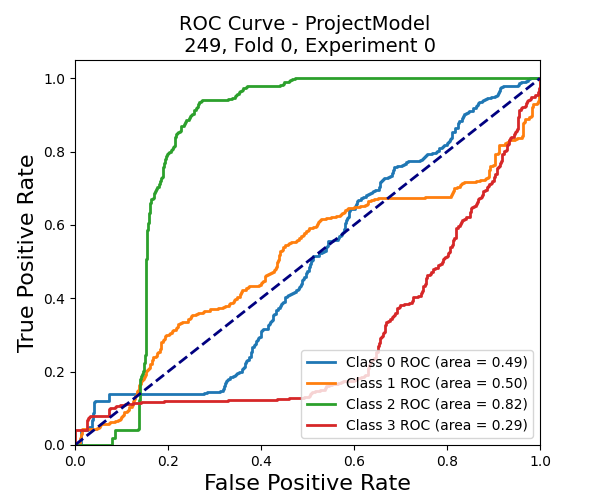 ROC Curve - ProjectModel
249, Fold 0, Experiment 0
True Positive Rate
1.0
0.8
0.6
0.4
0.2
0.0
Class 0 ROC (area = 0.49)
Class 1 ROC (area = 0.50)
Class 2 ROC (area = 0.82)
Class 3 ROC (area = 0.29)
0.0 0.2 0.4 0.6 0.8 1.0
False Positive Rate